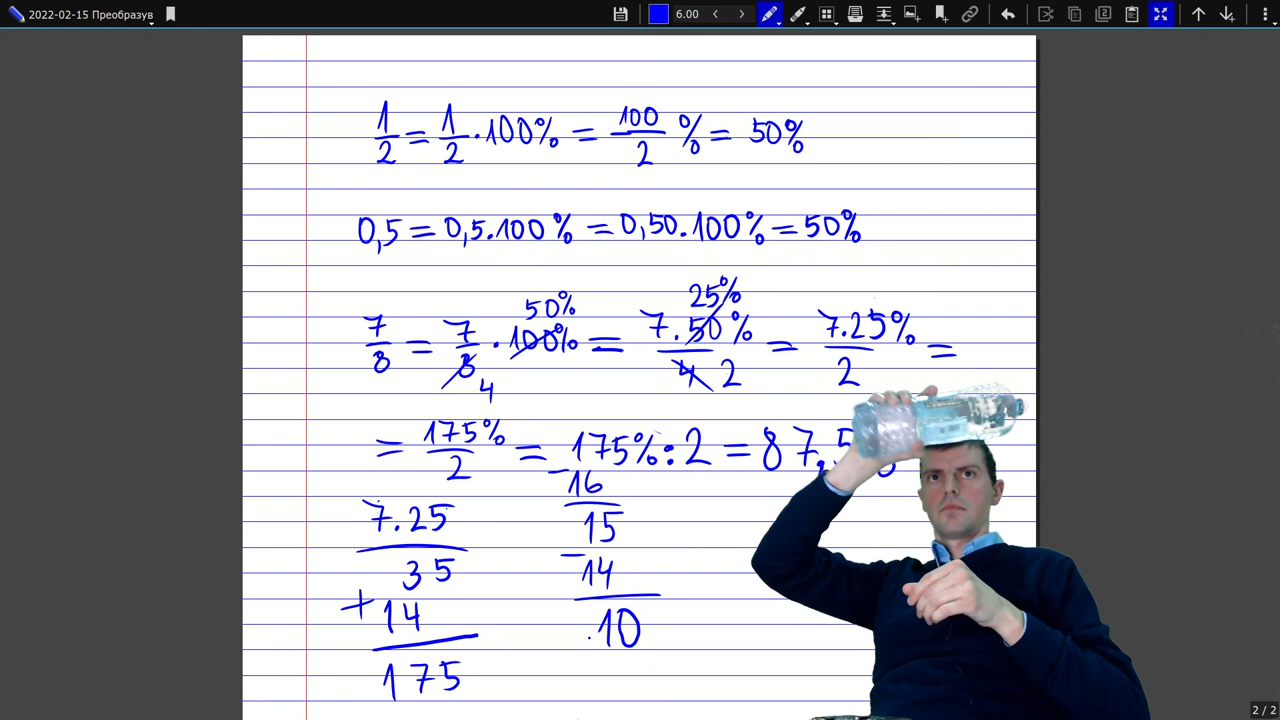 2022-02-15 Преобразув
6.00
1/2 = 1/2 · 100% = 100/2 % = 50%
0,5 = 0,5.100% = 0,50.100% = 50%
50% 25%
7/8 = 7/8 · 100% = 7.50%/4 2 = 7.25%/2 =
4
= 175%/2 = 175% : 2 = 87,5
7.25
35
+14
175
-16
15
-14
10
2 / 2